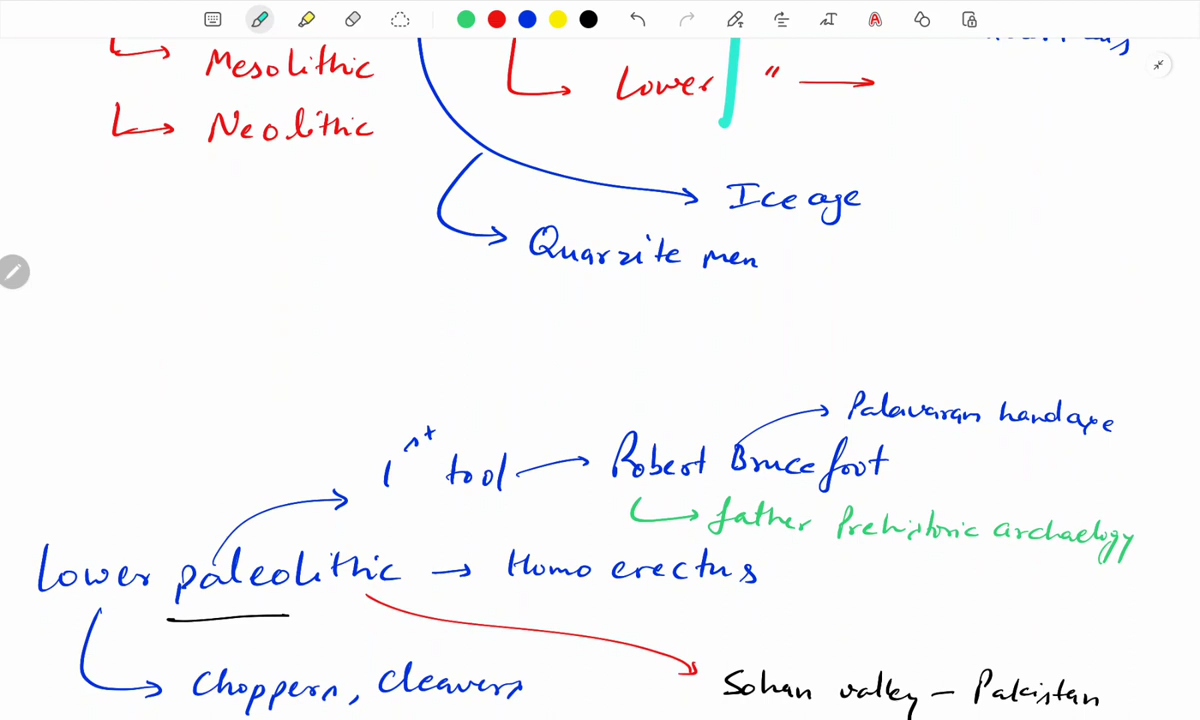 Mesolithic
Lower " →
Neolithic
Ice age
Quarzite men
Palavaran handaxe
1st tool → Robert Bruce foot
father Prehistoric archaelogy
Lower paleolithic → Homo erectus
Choppers, Cleavers
Sohan valley - Pakistan